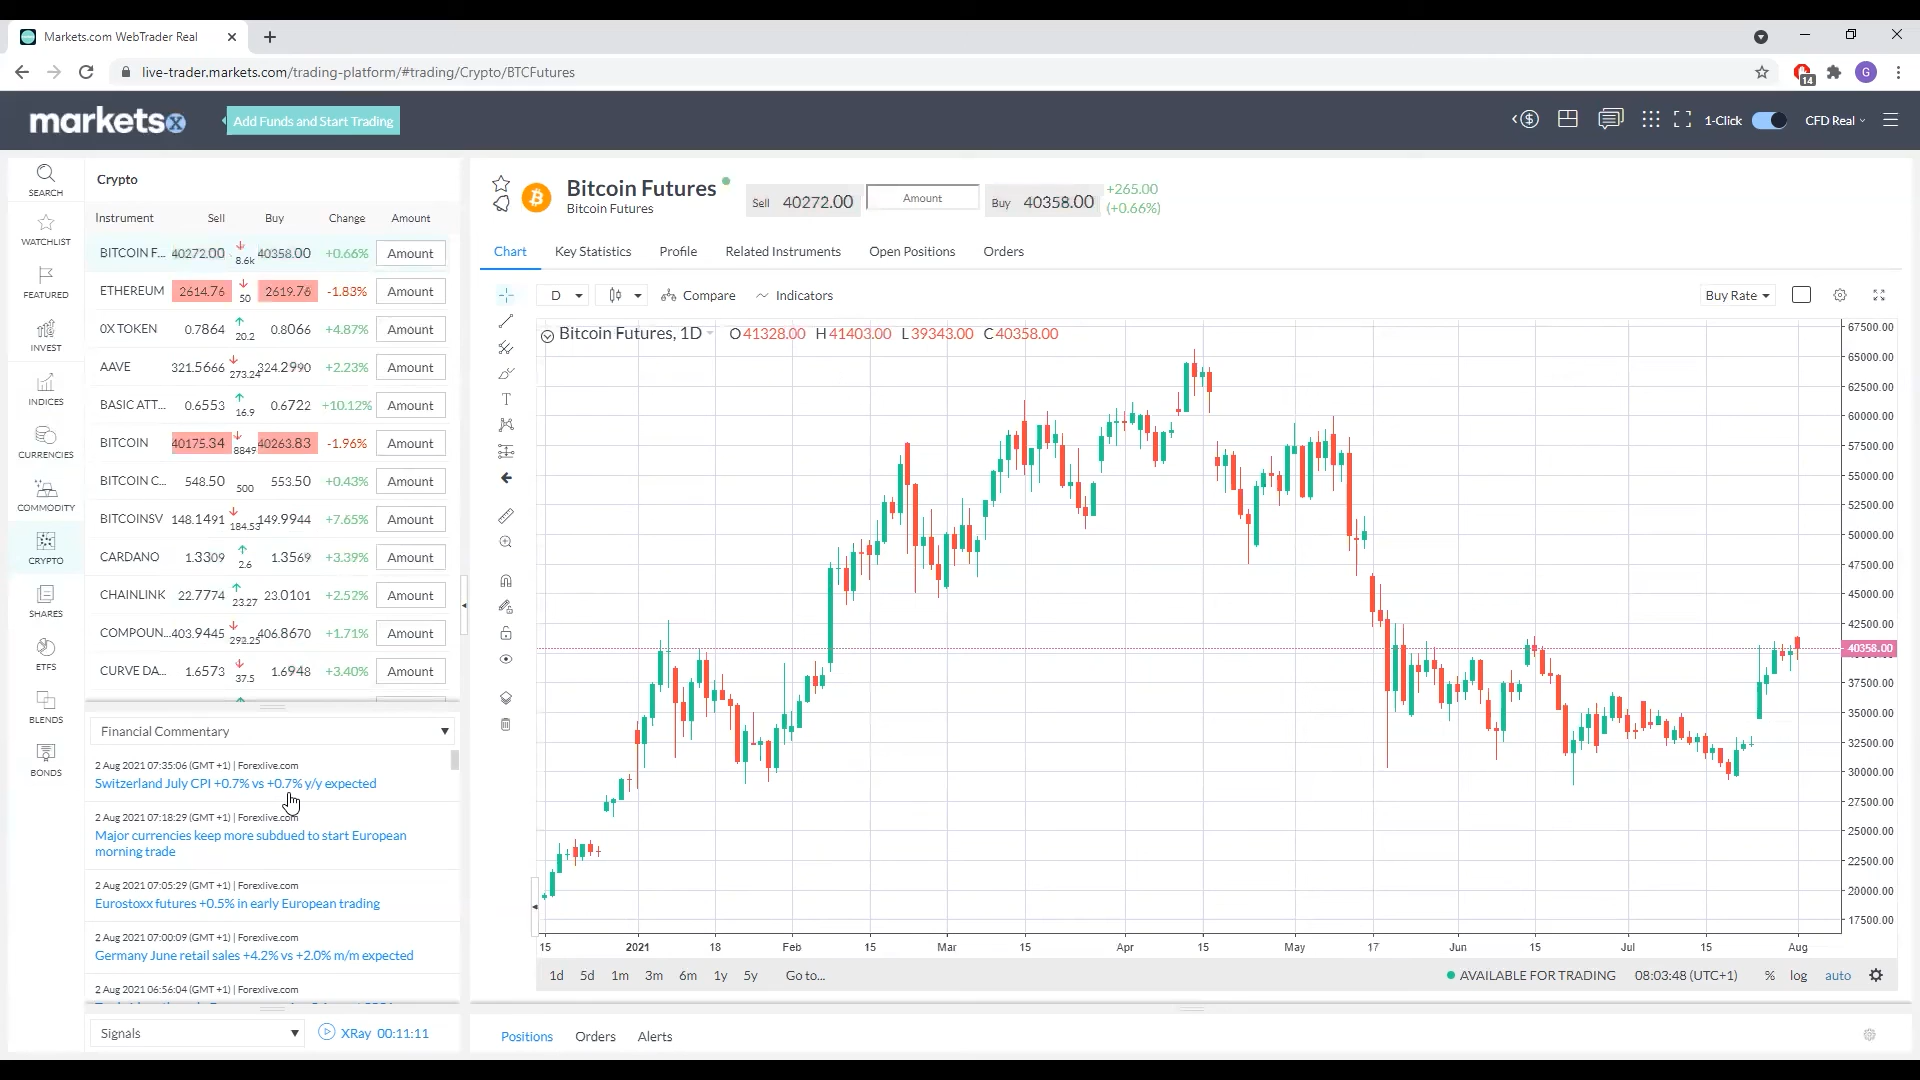 Markets.com WebTrader Real
live-trader.markets.com/trading-platform/#trading/Crypto/BTCFutures
14
G
marketsx
Add Funds and Start Trading
1-Click
CFD Real
SEARCH
WATCHLIST
FEATURED
INVEST
INDICES
CURRENCIES
COMMODITY
CRYPTO
SHARES
ETFS
BLENDS
BONDS
Crypto
Instrument Sell Buy Change Amount
BITCOIN F... 40272.00 8.6k 40358.00 +0.66% Amount
ETHEREUM 2614.76 50 2619.76 -1.83% Amount
0X TOKEN 0.7864 20.2 0.8066 +4.87% Amount
AAVE 321.5666 273.24 324.2990 +2.23% Amount
BASIC ATT... 0.6553 16.9 0.6722 +10.12% Amount
BITCOIN 40175.34 8849 40263.83 -1.96% Amount
BITCOIN C... 548.50 500 553.50 +0.43% Amount
BITCOINSV 148.1491 184.53 149.9944 +7.65% Amount
CARDANO 1.3309 2.6 1.3569 +3.39% Amount
CHAINLINK 22.7774 23.27 23.0101 +2.52% Amount
COMPOUN... 403.9445 292.25 406.8670 +1.71% Amount
CURVE DA... 1.6573 37.5 1.6948 +3.40% Amount
Financial Commentary
2 Aug 2021 07:35:06 (GMT +1) | Forexlive.com
Switzerland July CPI +0.7% vs +0.7% y/y expected
2 Aug 2021 07:18:29 (GMT +1) | Forexlive.com
Major currencies keep more subdued to start European
morning trade
2 Aug 2021 07:05:29 (GMT +1) | Forexlive.com
Eurostoxx futures +0.5% in early European trading
2 Aug 2021 07:00:09 (GMT +1) | Forexlive.com
Germany June retail sales +4.2% vs +2.0% m/m expected
2 Aug 2021 06:56:04 (GMT +1) | Forexlive.com
Signals
XRay 00:11:11
Bitcoin Futures
Bitcoin Futures
Sell 40272.00
Amount
Buy 40358.00
+265.00
(+0.66%)
Chart Key Statistics Profile Related Instruments Open Positions Orders
D Compare Indicators
Buy Rate
Bitcoin Futures, 1D O41328.00 H41403.00 L39343.00 C40358.00
67500.00
65000.00
62500.00
60000.00
57500.00
55000.00
52500.00
50000.00
47500.00
45000.00
42500.00
40358.00
37500.00
35000.00
32500.00
30000.00
27500.00
25000.00
22500.00
20000.00
17500.00
15 2021 18 Feb 15 Mar 15 Apr 15 May 17 Jun 15 Jul 15 Aug
1d 5d 1m 3m 6m 1y 5y Go to...
AVAILABLE FOR TRADING 08:03:48 (UTC+1) % log auto
Positions Orders Alerts